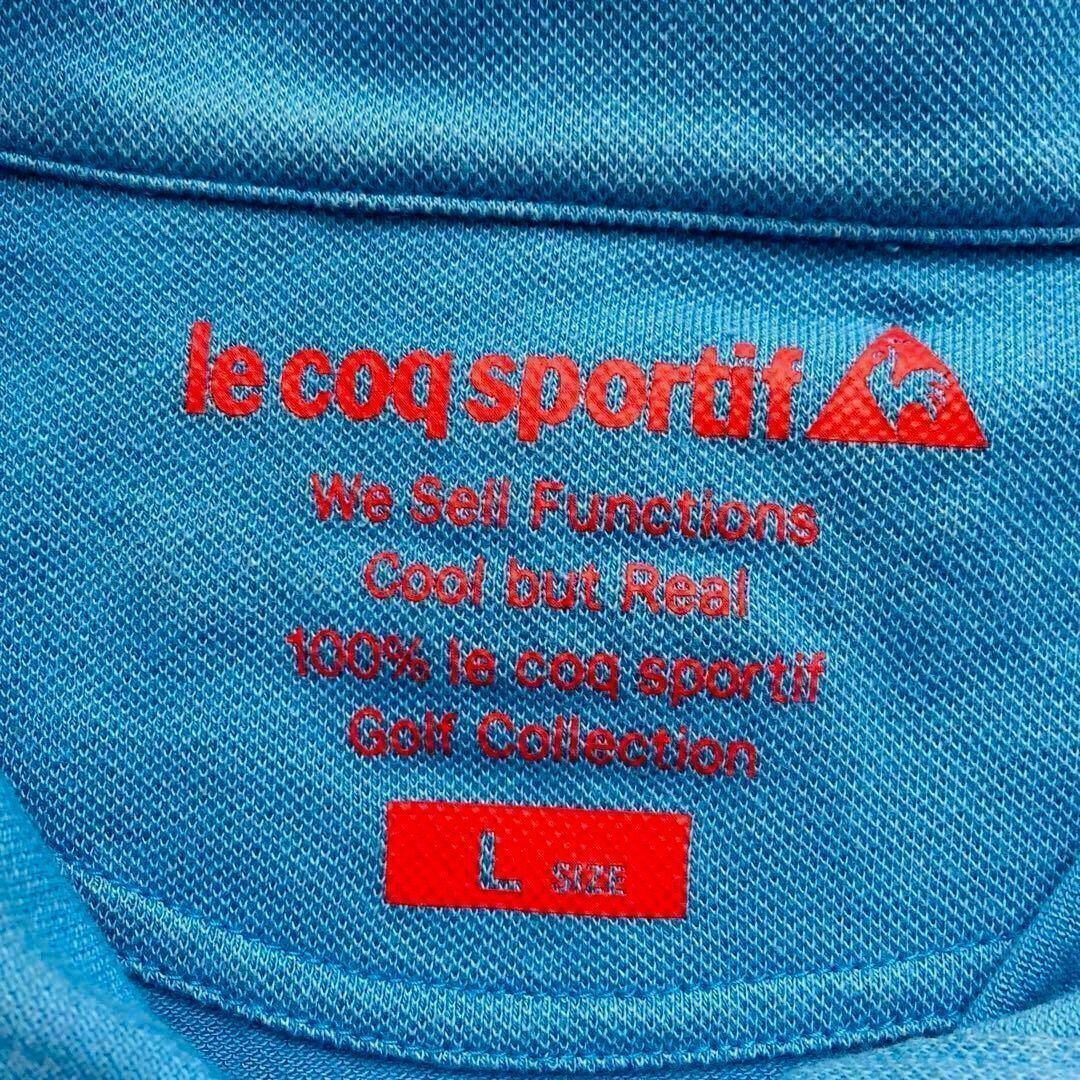 le coq sportif
We Sell Functions
Cool but Real
100% le coq sportif
Golf Collection
L SIZE